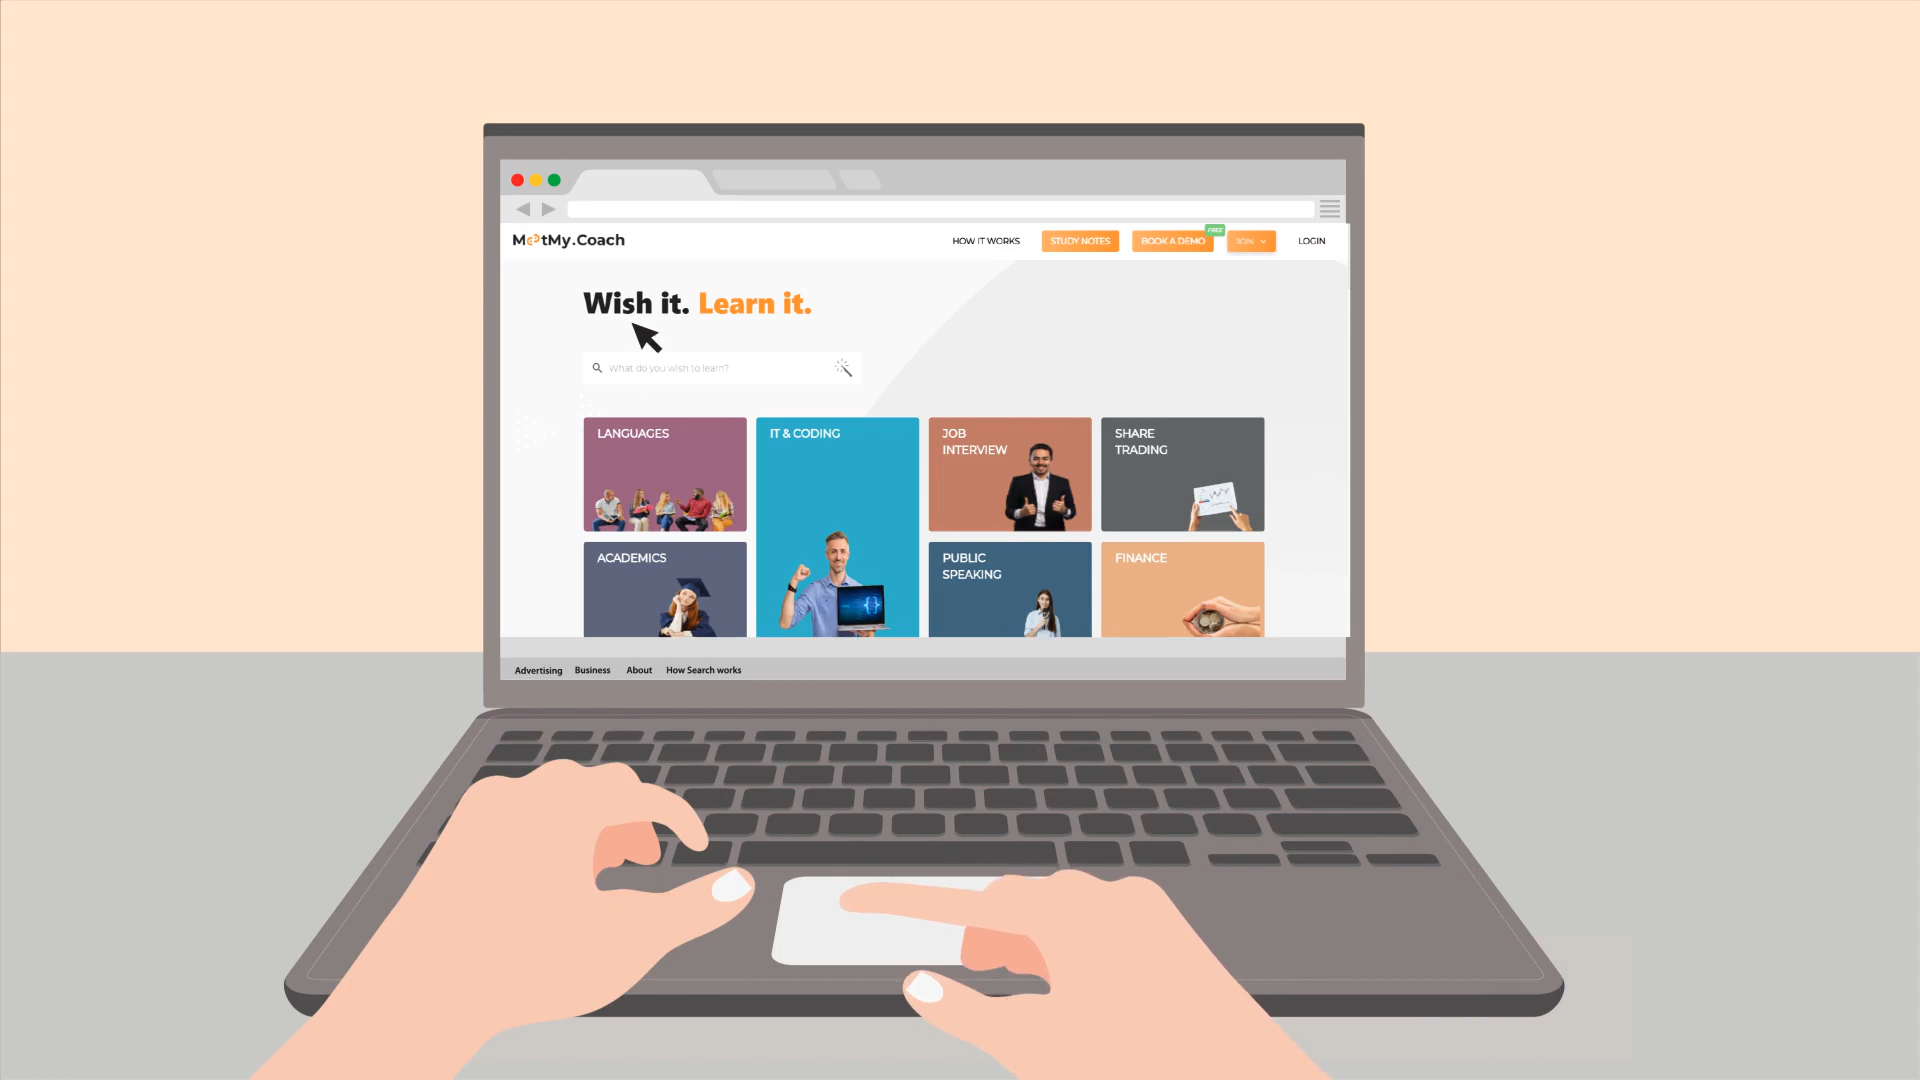 MeetMy.Coach
HOW IT WORKS
STUDY NOTES
BOOK A DEMO
FREE
JOIN
LOGIN
Wish it. Learn it.
What do you wish to learn?
LANGUAGES
IT & CODING
JOB
INTERVIEW
SHARE
TRADING
ACADEMICS
PUBLIC
SPEAKING
FINANCE
Advertising Business About How Search works